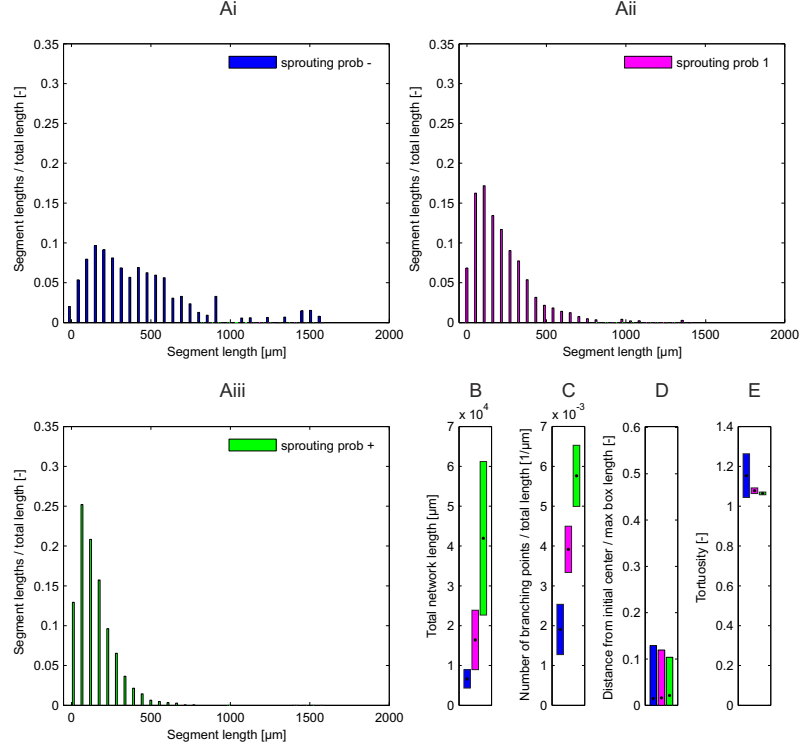 Ai
0.35
0.3
0.25
0.2
0.15
0.1
0.05
0
Segment lengths / total length [-]
sprouting prob -
0 500 1000 1500 2000
Segment length [µm]
Aii
0.35
0.3
0.25
0.2
0.15
0.1
0.05
0
Segment lengths / total length [-]
sprouting prob 1
0 500 1000 1500 2000
Segment length [µm]
Aiii
0.35
0.3
0.25
0.2
0.15
0.1
0.05
0
Segment lengths / total length [-]
sprouting prob +
0 500 1000 1500 2000
Segment length [µm]
B
x 10^4
7
6
5
4
3
2
1
0
Total network length [µm]
C
x 10^-3
7
6
5
4
3
2
1
0
Number of branching points / total length [1/µm]
D
0.6
0.5
0.4
0.3
0.2
0.1
0
Distance from initial center / max box length [-]
E
1.4
1.2
1
0.8
0.6
0.4
0.2
0
Tortuosity [-]